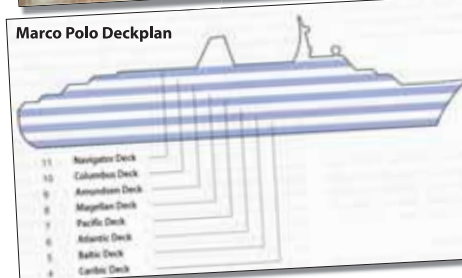 Marco Polo Deckplan
11 Navigator Deck
10 Columbus Deck
9 Amundsen Deck
8 Magellan Deck
7 Pacific Deck
6 Atlantic Deck
5 Baltic Deck
4 Caribic Deck